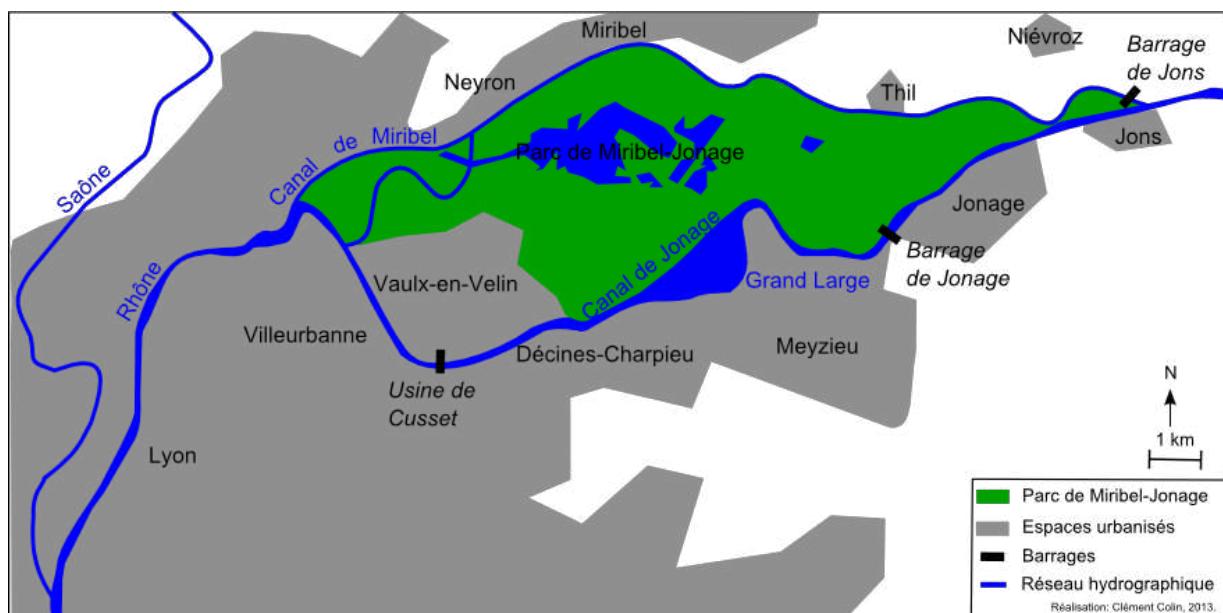 Miribel
Niévroz
Barrage
de Jons
Neyron
Thil
Canal de Miribel
Jons
Parc de Miribel-Jonage
Saône
Jonage
Canal de Jonage
Barrage
de Jonage
Rhône
Vaulx-en-Velin
Grand Large
Villeurbanne
Décines-Charpieu
Meyzieu
Usine de
Cusset
Lyon
N
1 km
Parc de Miribel-Jonage
Espaces urbanisés
Barrages
Réseau hydrographique
Réalisation: Clément Colin, 2013.